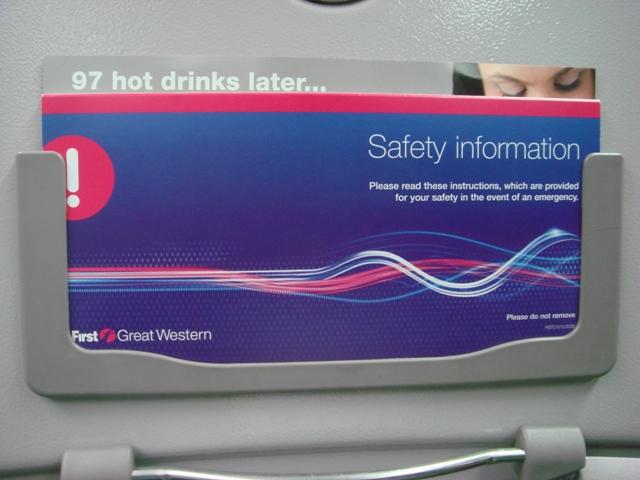 97 hot drinks later...
!
Safety information
Please read these instructions, which are provided
for your safety in the event of an emergency.
Please do not remove
First Great Western